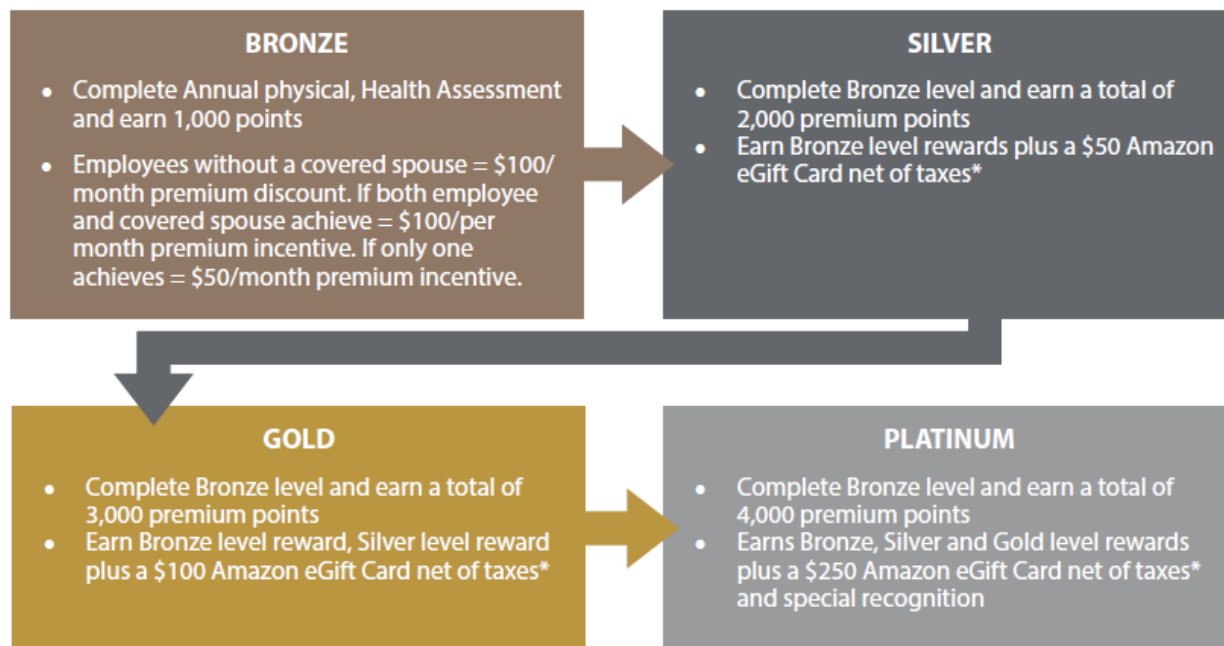 BRONZE
• Complete Annual physical, Health Assessment
and earn 1,000 points
• Employees without a covered spouse = $100/
month premium discount. If both employee
and covered spouse achieve = $100/per
month premium incentive. If only one
achieves = $50/month premium incentive.
SILVER
• Complete Bronze level and earn a total of
2,000 premium points
• Earn Bronze level rewards plus a $50 Amazon
eGift Card net of taxes*
GOLD
• Complete Bronze level and earn a total of
3,000 premium points
• Earn Bronze level reward, Silver level reward
plus a $100 Amazon eGift Card net of taxes*
PLATINUM
• Complete Bronze level and earn a total of
4,000 premium points
• Earns Bronze, Silver and Gold level rewards
plus a $250 Amazon eGift Card net of taxes*
and special recognition